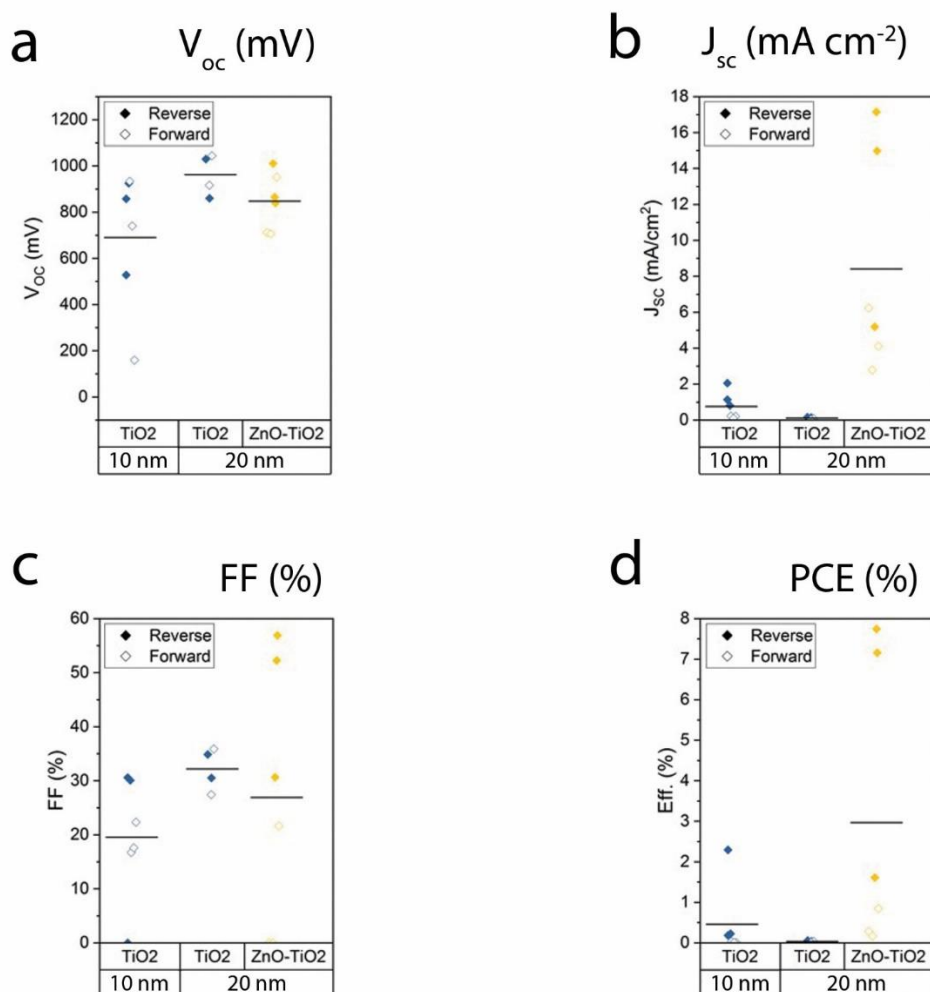 a
V_oc (mV)
Reverse
Forward
V_OC (mV)
1200
1000
800
600
400
200
0
TiO2 TiO2 ZnO-TiO2
10 nm 20 nm
b
J_sc (mA cm⁻²)
Reverse
Forward
J_SC (mA/cm²)
18
16
14
12
10
8
6
4
2
0
TiO2 TiO2 ZnO-TiO2
10 nm 20 nm
c
FF (%)
Reverse
Forward
FF (%)
60
50
40
30
20
10
0
TiO2 TiO2 ZnO-TiO2
10 nm 20 nm
d
PCE (%)
Reverse
Forward
Eff. (%)
8
7
6
5
4
3
2
1
0
TiO2 TiO2 ZnO-TiO2
10 nm 20 nm